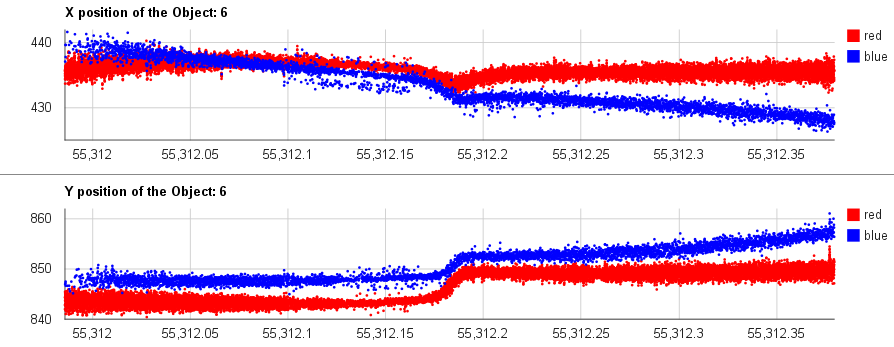 X position of the Object: 6
440
430
55,312 55,312.05 55,312.1 55,312.15 55,312.2 55,312.25 55,312.3 55,312.35
red
blue
Y position of the Object: 6
860
850
840
55,312 55,312.05 55,312.1 55,312.15 55,312.2 55,312.25 55,312.3 55,312.35
red
blue